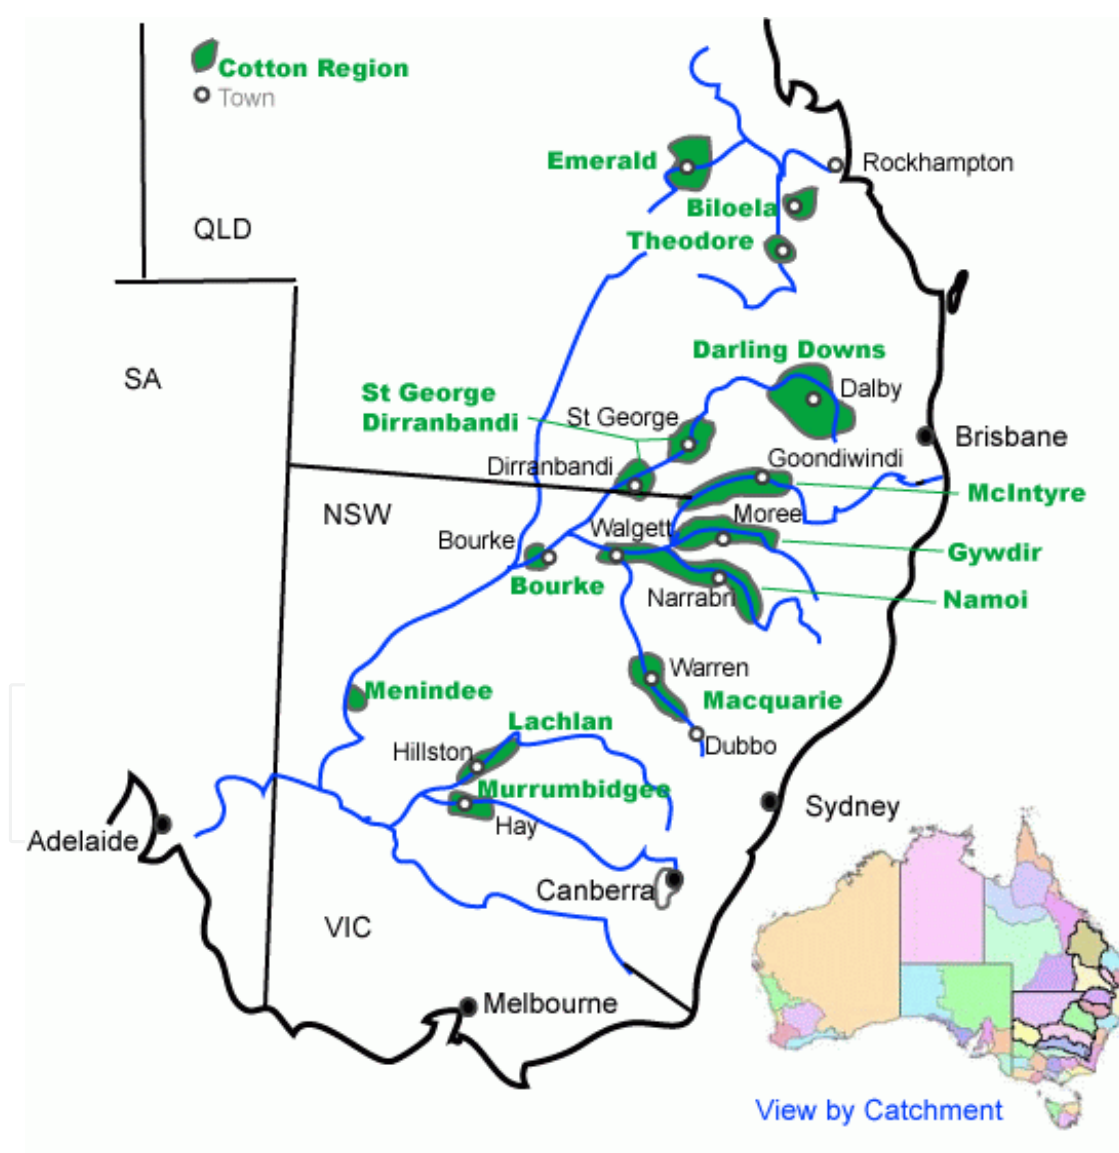 Cotton Region
Town
Emerald
Rockhampton
Biloela
QLD
Theodore
Darling Downs
SA
St George
Dirranbandi
Dalby
St George
Brisbane
Goondiwindi
Dirranbandi
McIntyre
NSW
Moree
Walgett
Bourke
Gywdir
Bourke
Narrabri
Namoi
Warren
Menindee
Macquarie
Lachlan
Dubbo
Hillston
Murrumbidgee
Sydney
Hay
Adelaide
Canberra
VIC
Melbourne
View by Catchment